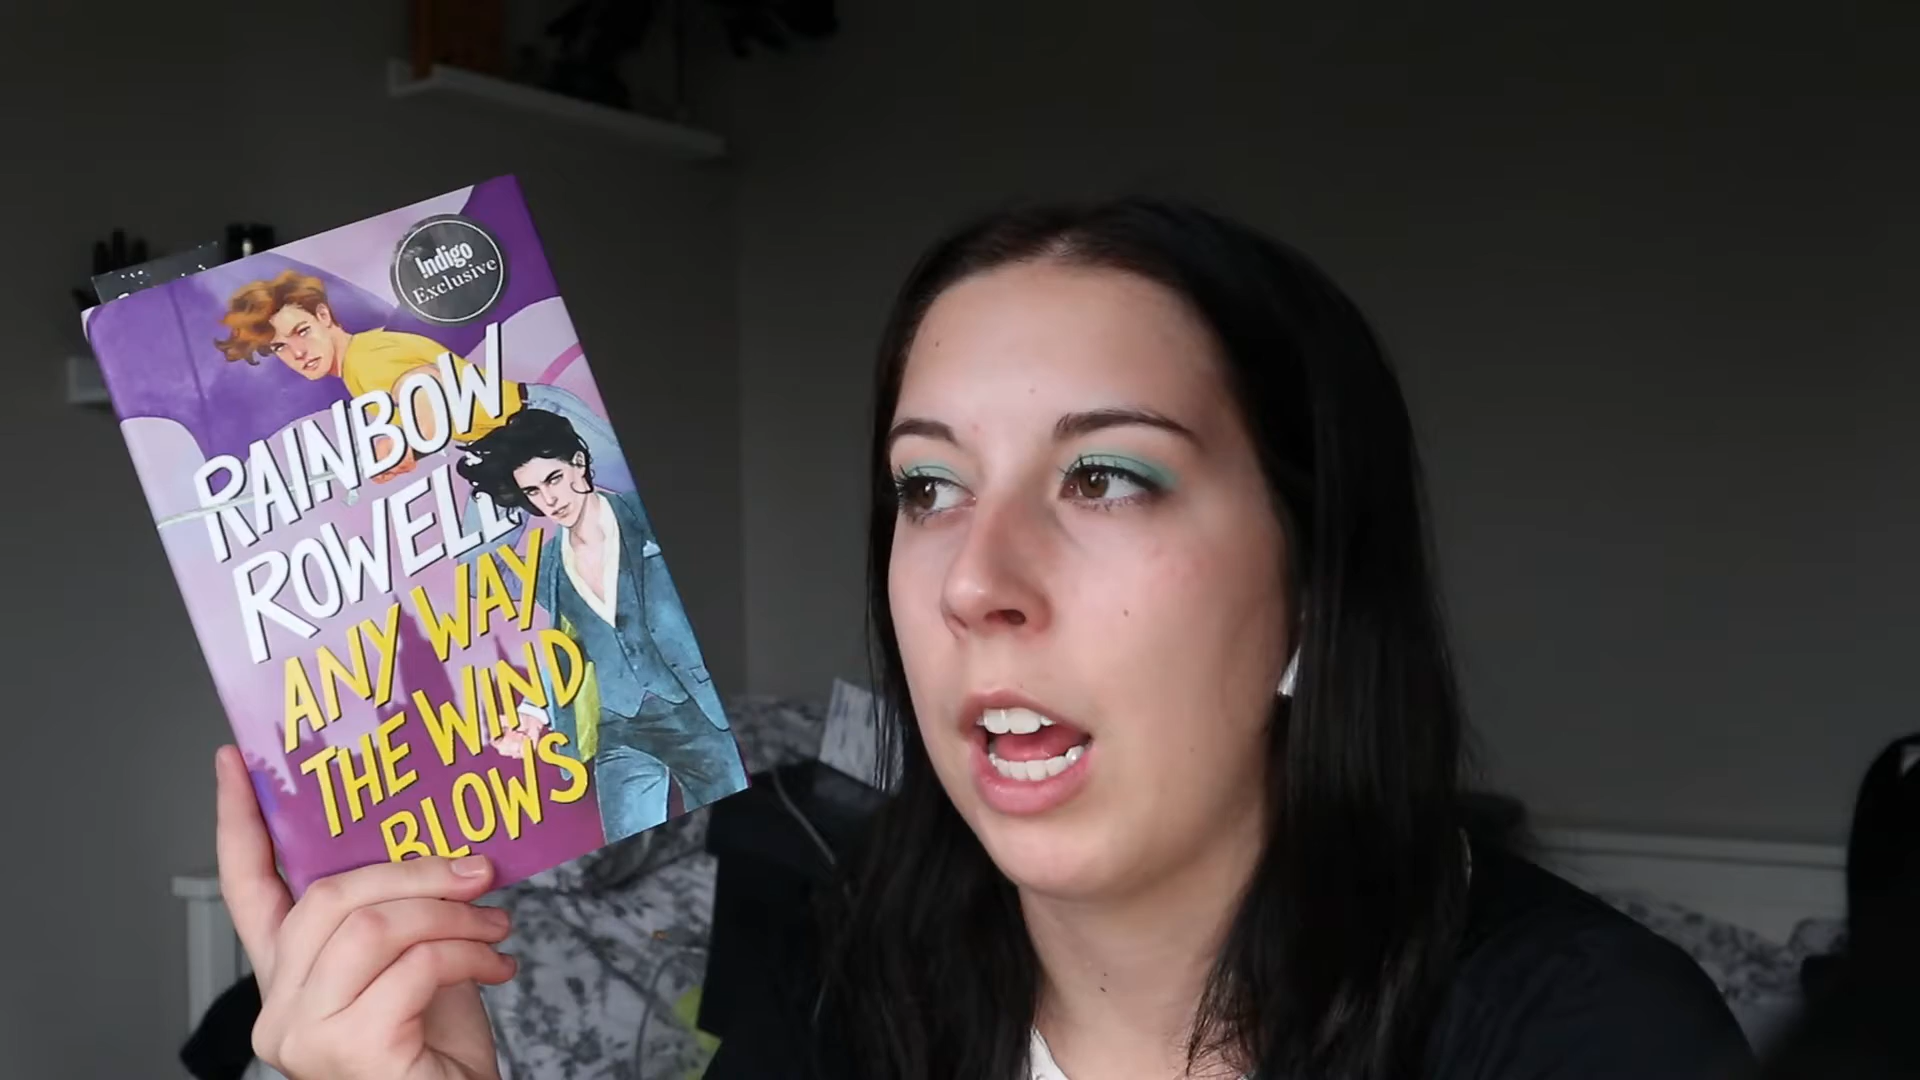 Indigo
Exclusive
RAINBOW
ROWELL
ANY WAY
THE WIND
BLOWS